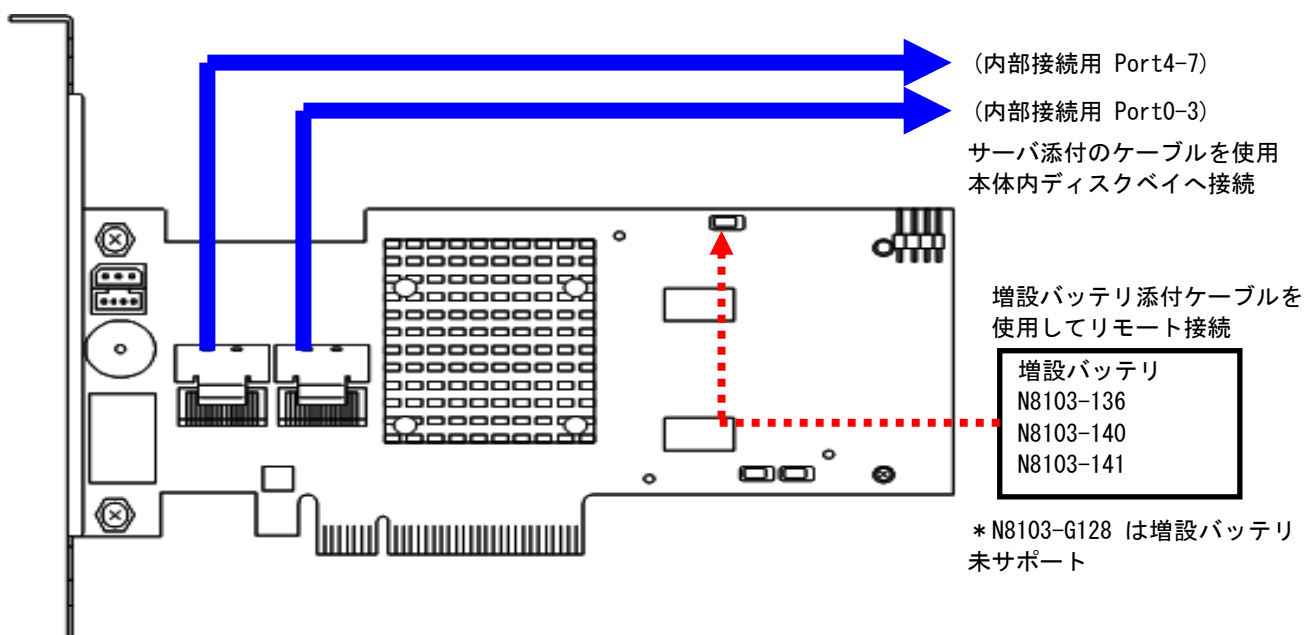 (内部接続用 Port4-7)
(内部接続用 Port0-3)
サーバ添付のケーブルを使用
本体内ディスクベイへ接続
増設バッテリ添付ケーブルを
使用してリモート接続
増設バッテリ
N8103-136
N8103-140
N8103-141
*N8103-G128 は増設バッテリ
未サポート